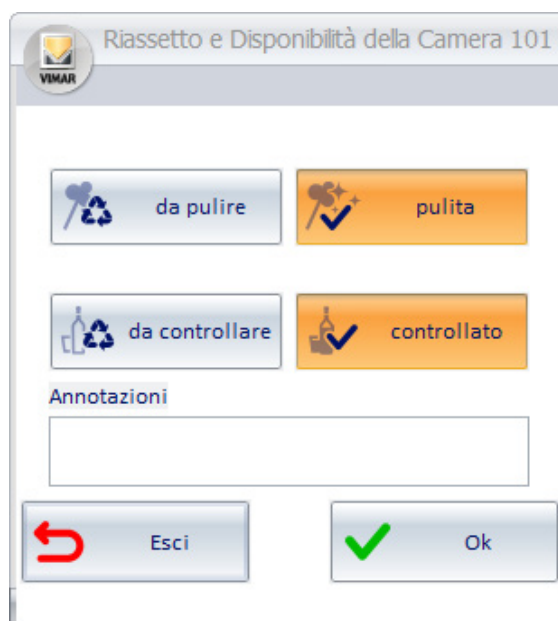 Riassetto e Disponibilità della Camera 101
VIMAR
da pulire
pulita
da controllare
controllato
Annotazioni
Esci
Ok